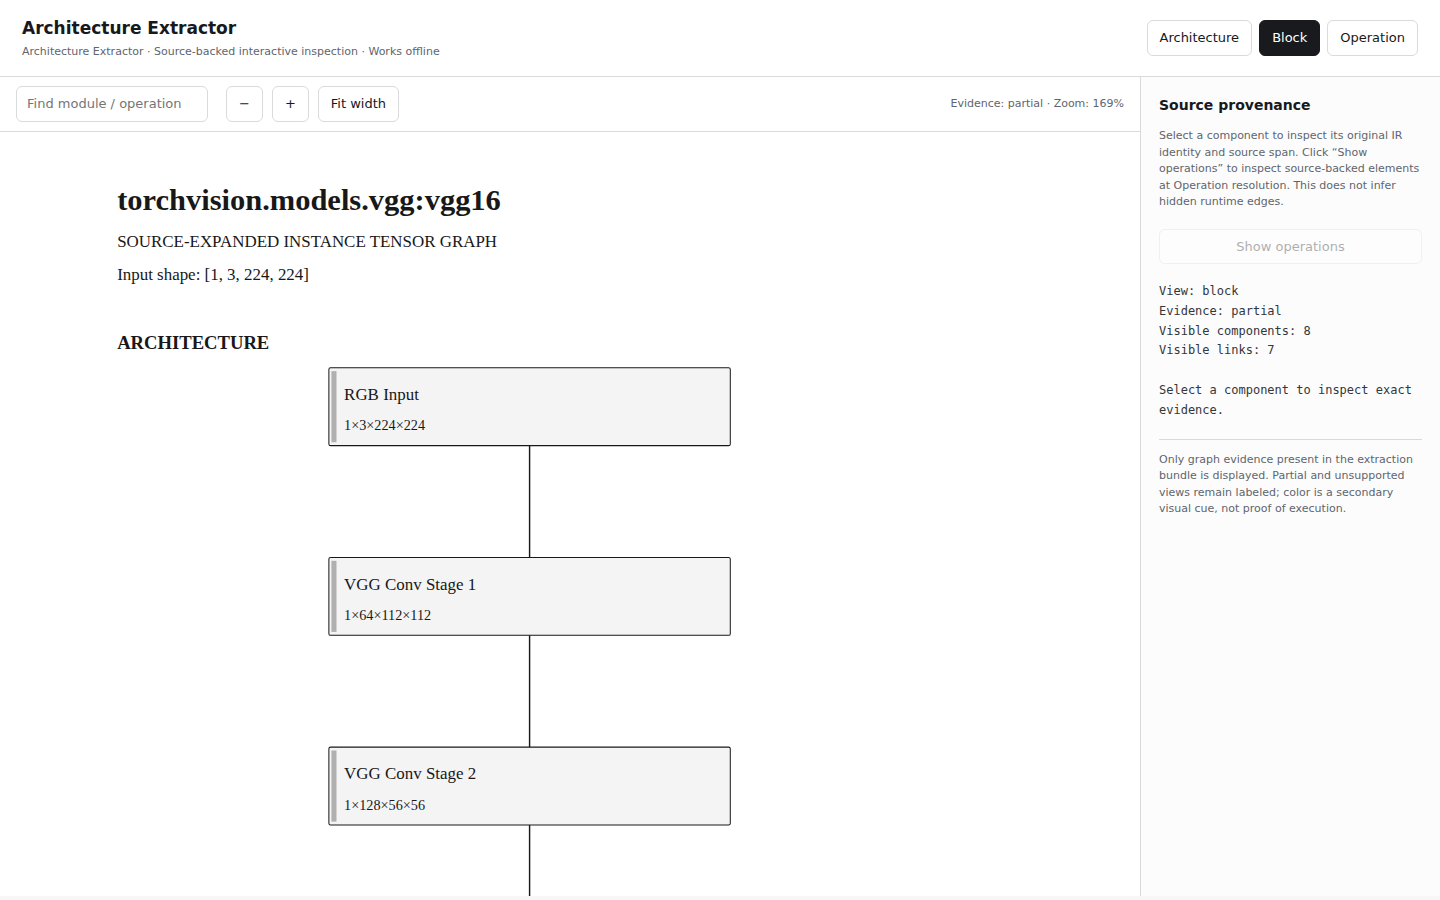 Architecture Extractor
Architecture Extractor · Source-backed interactive inspection · Works offline
Architecture
Block
Operation
Find module / operation
−
+
Fit width
Evidence: partial · Zoom: 169%
torchvision.models.vgg:vgg16
SOURCE-EXPANDED INSTANCE TENSOR GRAPH
Input shape: [1, 3, 224, 224]
ARCHITECTURE
RGB Input
1×3×224×224
VGG Conv Stage 1
1×64×112×112
VGG Conv Stage 2
1×128×56×56
Source provenance
Select a component to inspect its original IR
identity and source span. Click “Show
operations” to inspect source-backed elements
at Operation resolution. This does not infer
hidden runtime edges.
Show operations
View: block
Evidence: partial
Visible components: 8
Visible links: 7
Select a component to inspect exact
evidence.
Only graph evidence present in the extraction
bundle is displayed. Partial and unsupported
views remain labeled; color is a secondary
visual cue, not proof of execution.